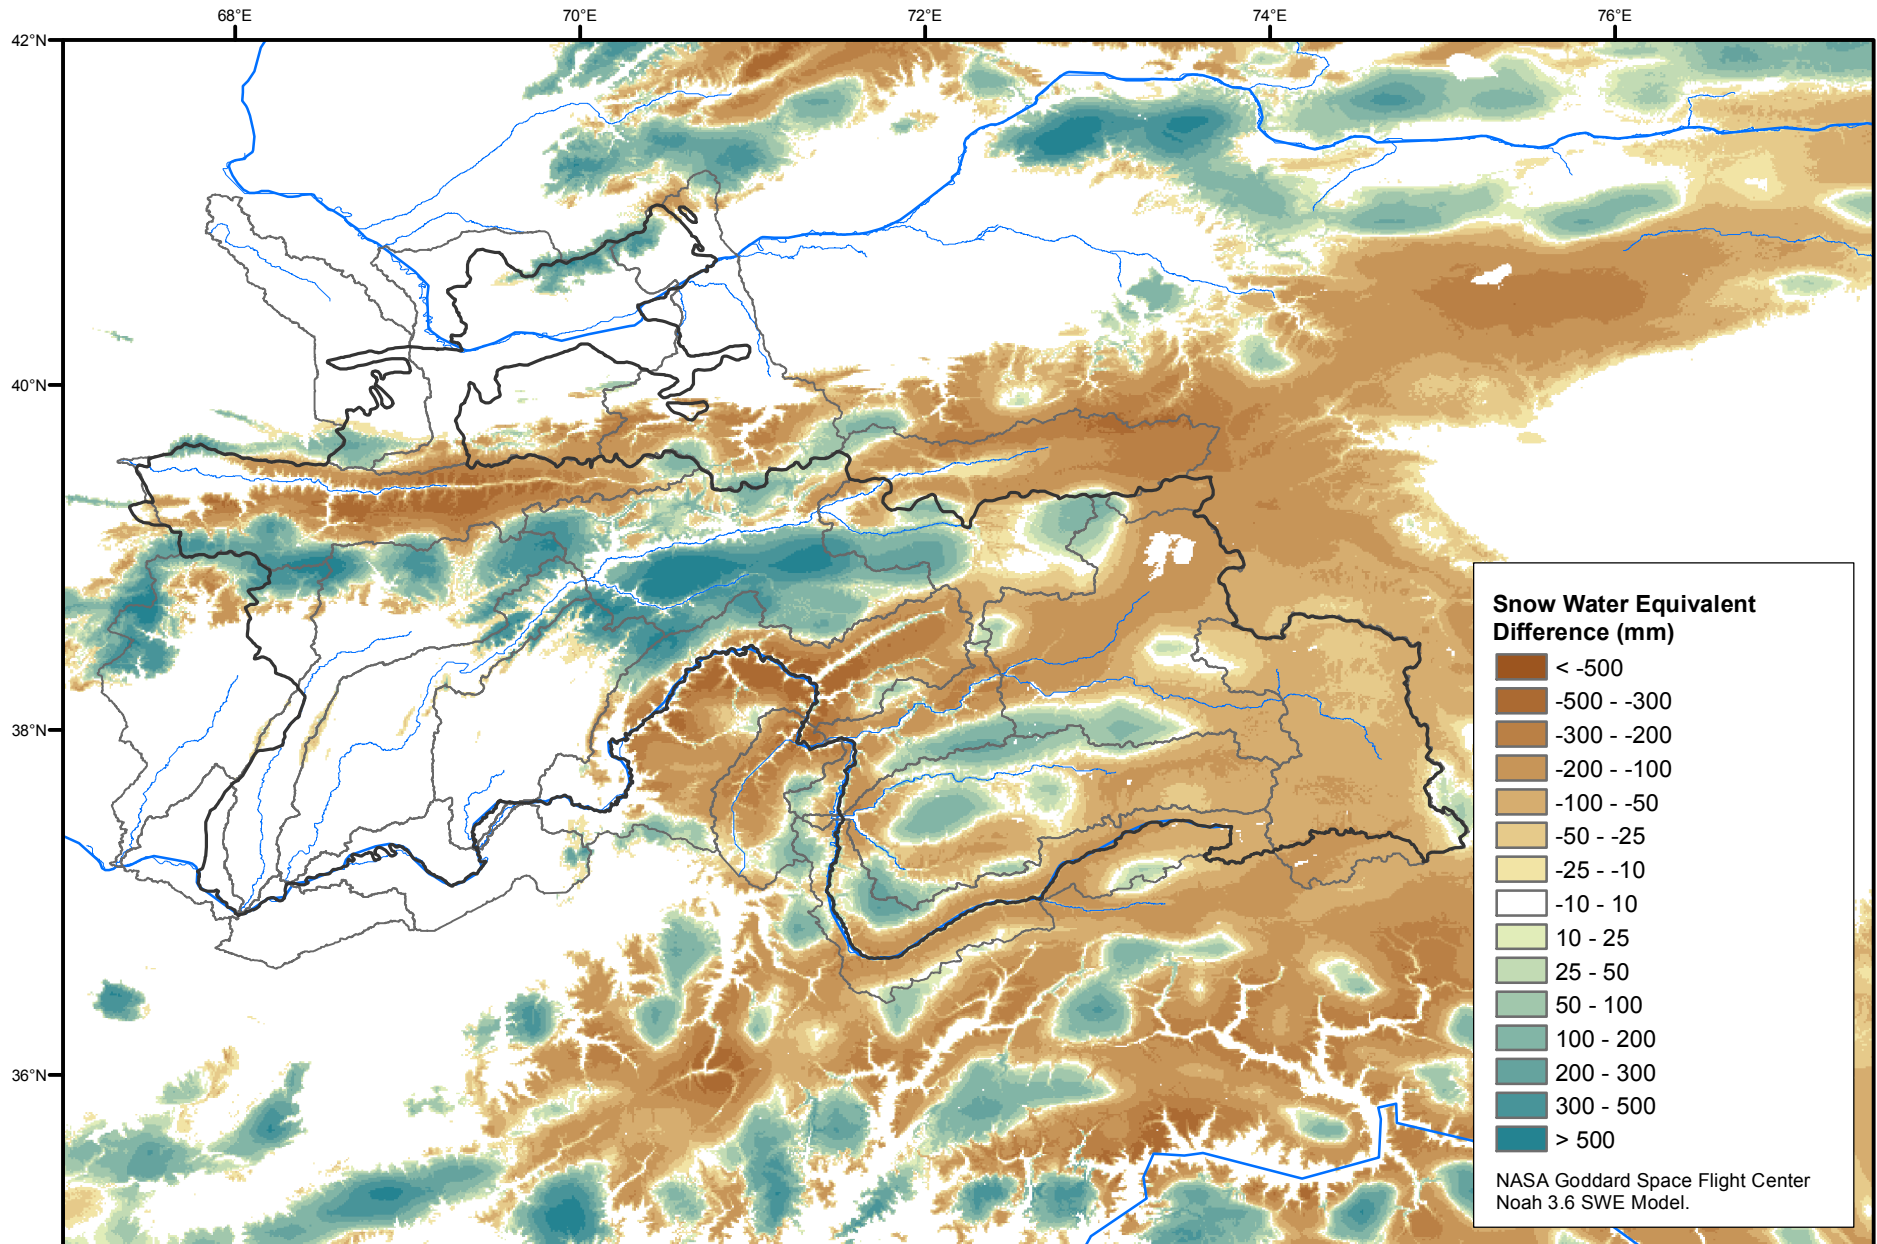 68°E
70°E
72°E
74°E
76°E
42°N
40°N
38°N
36°N
Snow Water Equivalent
Difference (mm)
< -500
-500 - -300
-300 - -200
-200 - -100
-100 - -50
-50 - -25
-25 - -10
-10 - 10
10 - 25
25 - 50
50 - 100
100 - 200
200 - 300
300 - 500
> 500
NASA Goddard Space Flight Center
Noah 3.6 SWE Model.